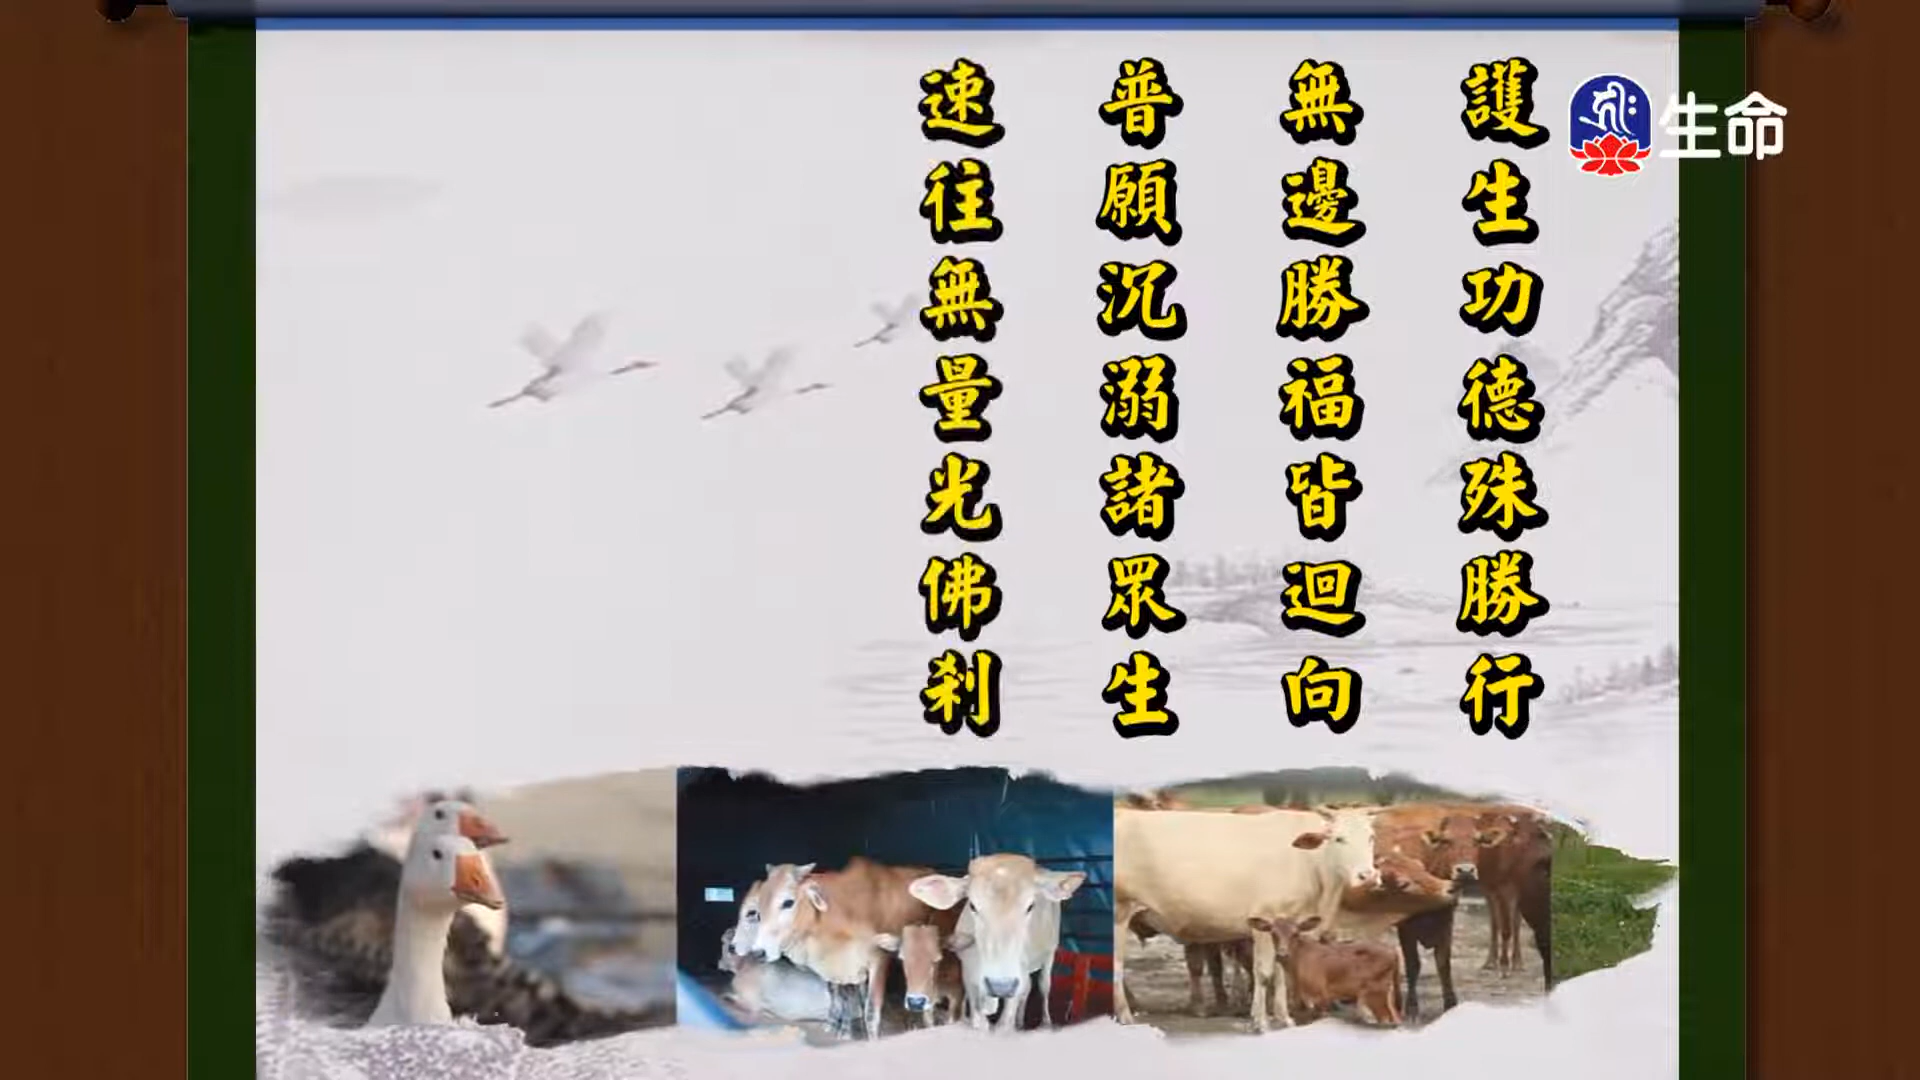 護生功德殊勝行
無邊勝福皆迴向
普願沉溺諸眾生
速往無量光佛剎
生命